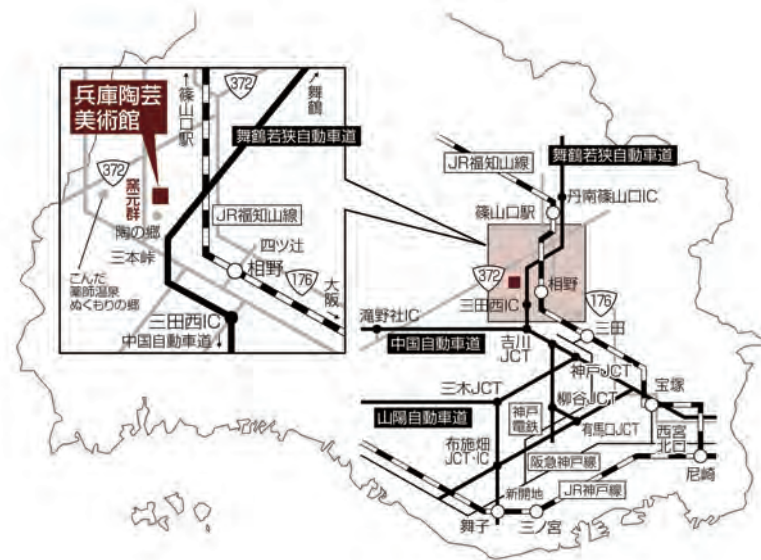 兵庫陶芸
美術館
↑篠山口駅
372
↗舞鶴
舞鶴若狭自動車道
372
窯元群
陶の郷
JR福知山線
こんだ
薬師温泉
ぬくもりの郷
三本峠
四ツ辻
相野
176
大阪→
三田西IC
中国自動車道↓
舞鶴若狭自動車道
JR福知山線
丹南篠山口IC
篠山口駅
372
相野
176
三田西IC
滝野社IC
三田
中国自動車道
吉川
JCT
神戸JCT
宝塚
三木JCT
柳谷JCT
山陽自動車道
神戸
電鉄
有馬口JCT
西宮
北口
布施畑
JCT・IC
阪急神戸線
尼崎
新開地
JR神戸線
舞子
三ノ宮